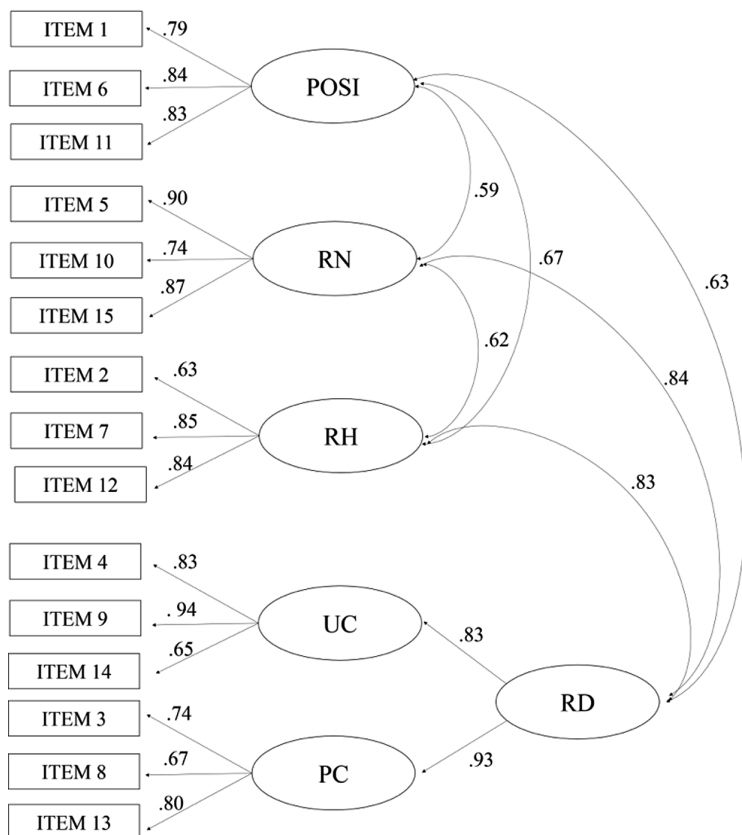 ITEM 1
.79
ITEM 6
.84
POSI
.83
ITEM 11
ITEM 5
.90
.59
ITEM 10
.74
RN
.67
.87
ITEM 15
.63
ITEM 2
.63
.62
.84
ITEM 7
.85
RH
.84
ITEM 12
.83
ITEM 4
.83
ITEM 9
. 94
UC
.83
.65
ITEM 14
RD
ITEM 3
.74
.93
ITEM 8
.67
PC
.80
ITEM 13